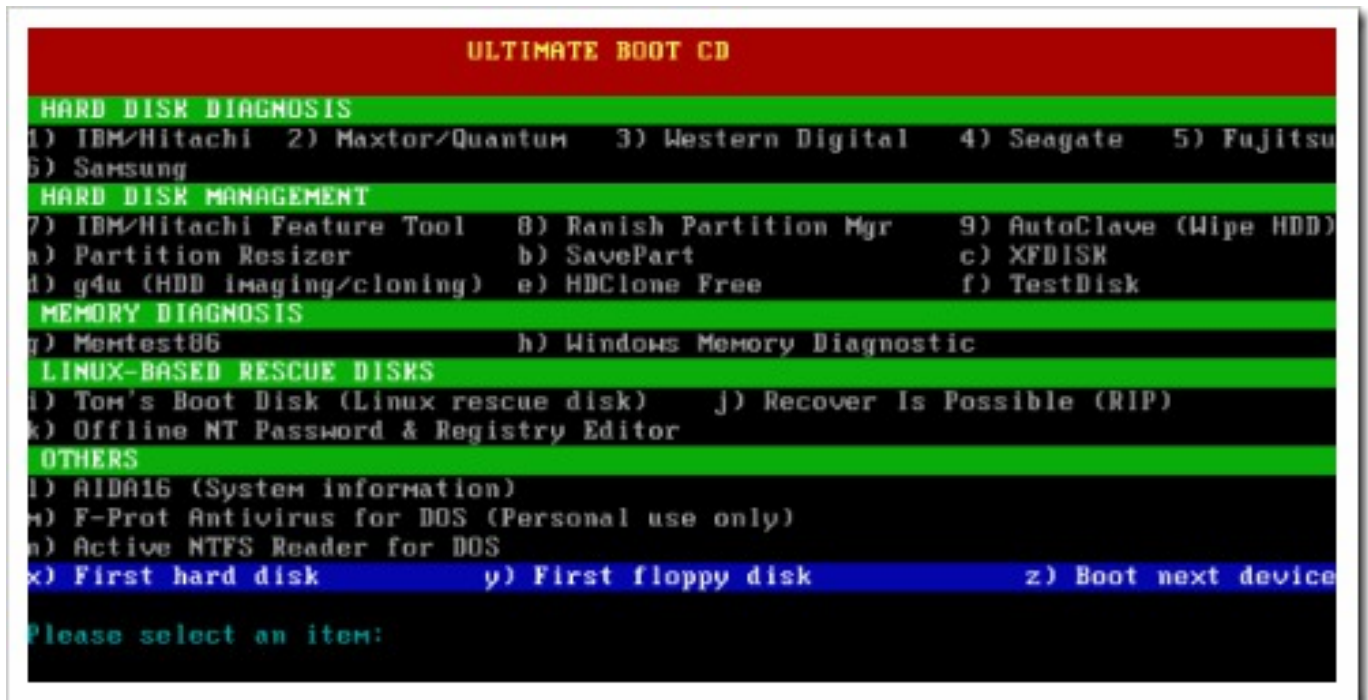 ULTIMATE BOOT CD
HARD DISK DIAGNOSIS
1) IBM/Hitachi 2) Maxtor/Quantum 3) Western Digital 4) Seagate 5) Fujitsu
6) Samsung
HARD DISK MANAGEMENT
7) IBM/Hitachi Feature Tool 8) Ranish Partition Mgr 9) AutoClave (Wipe HDD)
a) Partition Resizer b) SavePart c) XFDISK
d) g4u (HDD imaging/cloning) e) HDClone Free f) TestDisk
MEMORY DIAGNOSIS
g) Memtest86 h) Windows Memory Diagnostic
LINUX-BASED RESCUE DISKS
i) Tom's Boot Disk (Linux rescue disk) j) Recover Is Possible (RIP)
k) Offline NT Password & Registry Editor
OTHERS
l) AIDA16 (System information)
m) F-Prot Antivirus for DOS (Personal use only)
n) Active NTFS Reader for DOS
x) First hard disk y) First floppy disk z) Boot next device
Please select an item: